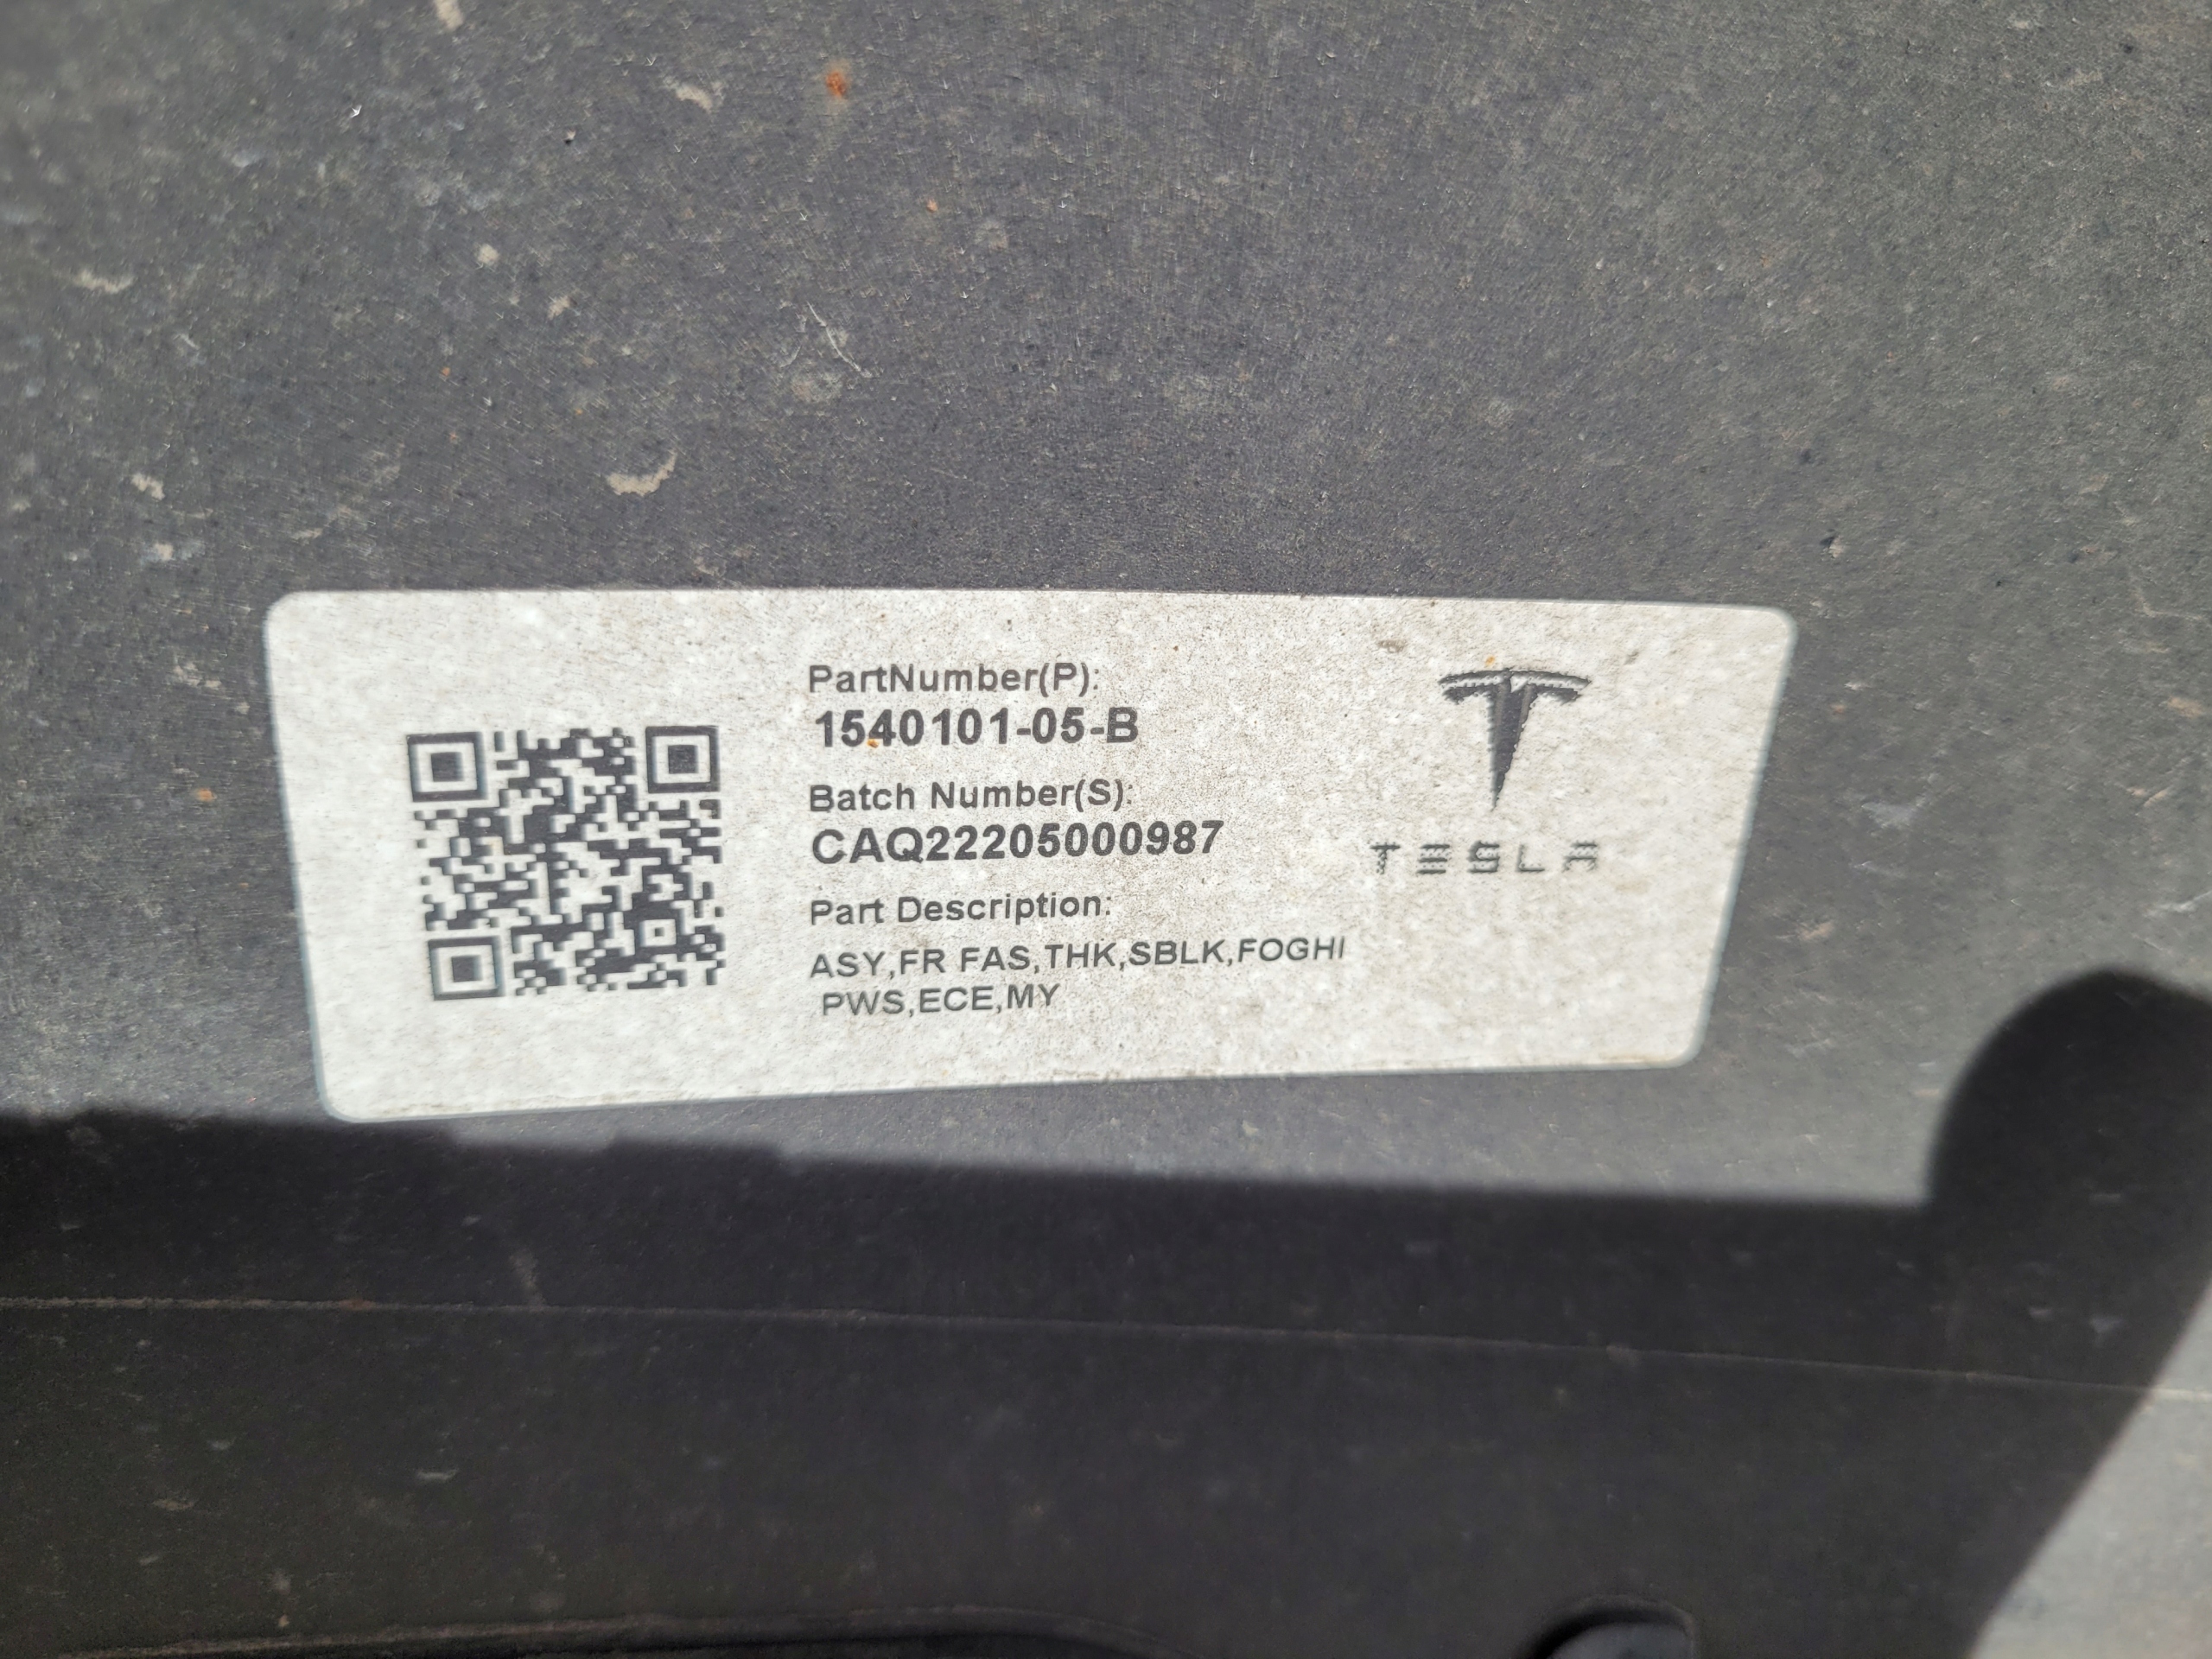 PartNumber(P):
1540101-05-B
Batch Number(S):
CAQ22205000987
Part Description:
ASY,FR FAS,THK,SBLK,FOGHI
PWS,ECE,MY
TESLA